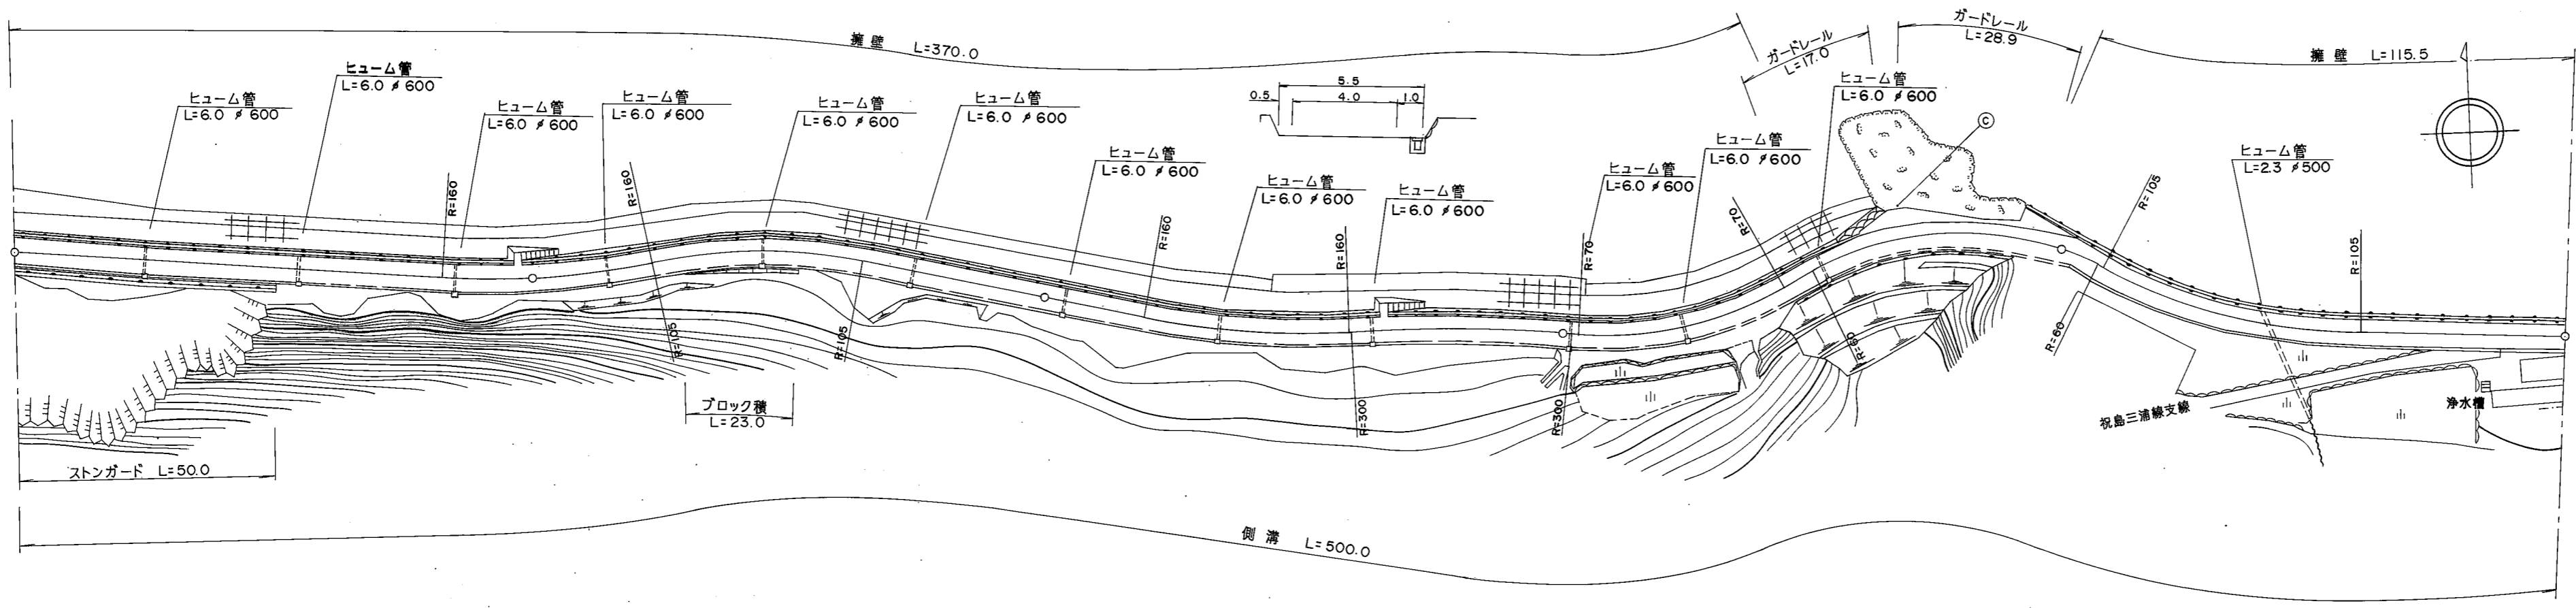 擁壁 L=370.0
ガードレール
L=17.0
ガードレール
L=28.9
擁壁 L=115.5
ヒューム管
L=6.0 φ600
ヒューム管
L=6.0 φ600
ヒューム管
L=6.0 φ600
ヒューム管
L=6.0 φ600
ヒューム管
L=6.0 φ600
ヒューム管
L=6.0 φ600
ヒューム管
L=6.0 φ600
ヒューム管
L=6.0 φ600
ヒューム管
L=6.0 φ600
ヒューム管
L=6.0 φ600
ヒューム管
L=6.0 φ600
ヒューム管
L=6.0 φ600
ヒューム管
L=2.3 φ500
5.5
0.5
4.0
1.0
C
R=160
R=160
R=160
R=160
R=70
R=70
R=105
R=105
R=105
R=105
R=300
R=300
R=60
ブロック積
L=23.0
ストンガード L=50.0
祝島三浦線支線
浄水槽
側溝 L=500.0